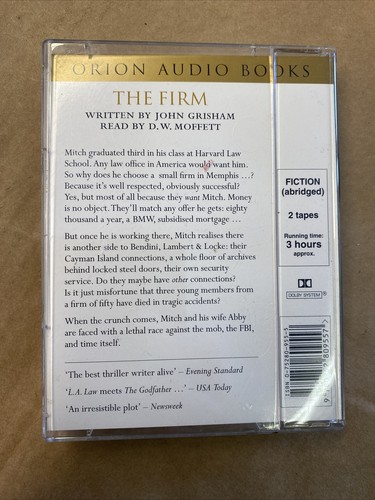 ORION AUDIO BOOKS
THE FIRM
WRITTEN BY JOHN GRISHAM
READ BY D.W. MOFFETT
Mitch graduated third in his class at Harvard Law
School. Any law office in America would want him.
So why does he choose a small firm in Memphis ...?
Because it's well respected, obviously successful?
Yes, but most of all because they want Mitch. Money
is no object. They'll match any offer he gets: eighty
thousand a year, a BMW, subsidised mortgage ...
But once he is working there, Mitch realises there
is another side to Bendini, Lambert & Locke: their
Cayman Island connections, a whole floor of archives
behind locked steel doors, their own security
service. Do they maybe have other connections?
Is it just misfortune that three young members from
a firm of fifty have died in tragic accidents?
When the crunch comes, Mitch and his wife Abby
are faced with a lethal race against the mob, the FBI,
and time itself.
'The best thriller writer alive' – Evening Standard
'L.A. Law meets The Godfather ...' – USA Today
'An irresistible plot' – Newsweek
FICTION
(abridged)
2 tapes
Running time:
3 hours
approx.
DOLBY SYSTEM®
ISBN 0-75280-955-5